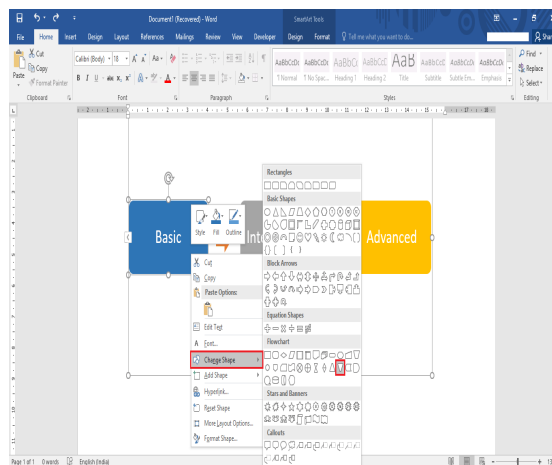 Document1 (Recovered) - Word
SmartArt Tools
File Home Insert Design Layout References Mailings Review View Developer Design Format Tell me what you want to do... Share
Paste
Cut
Copy
Format Painter
Clipboard
Calibri (Body) 18
Font
Paragraph
AaBbCcDc AaBbCcDc AaBbCc AaBbCcC AaB AaBbCcD AaBbCcDc AaBbCcDc
¶ Normal ¶ No Spac... Heading 1 Heading 2 Title Subtitle Subtle Em... Emphasis
Styles
Find
Replace
Select
Editing
Basic
Int
Advanced
Style Fill Outline
Cut
Copy
Paste Options:
Edit Text
Font...
Change Shape
Add Shape
Hyperlink...
Reset Shape
More Layout Options...
Format Shape...
Rectangles
Basic Shapes
Block Arrows
Equation Shapes
Flowchart
Stars and Banners
Callouts
Page 1 of 1 0 words English (India)